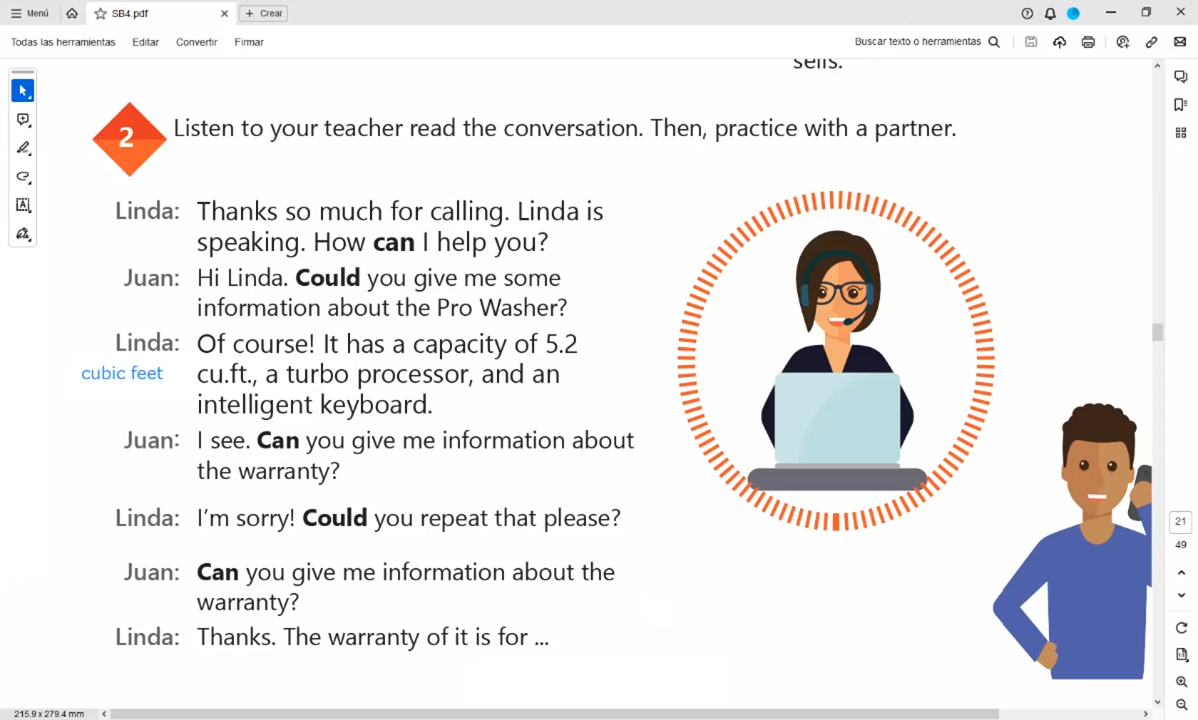 Menú
SB4.pdf
Crear
Todas las herramientas
Editar
Convertir
Firmar
Buscar texto o herramientas
sells.
2
Listen to your teacher read the conversation. Then, practice with a partner.
Linda: Thanks so much for calling. Linda is
speaking. How can I help you?
Juan: Hi Linda. Could you give me some
information about the Pro Washer?
Linda: Of course! It has a capacity of 5.2
cubic feet
cu.ft., a turbo processor, and an
intelligent keyboard.
Juan: I see. Can you give me information about
the warranty?
Linda: I'm sorry! Could you repeat that please?
Juan: Can you give me information about the
warranty?
Linda: Thanks. The warranty of it is for ...
21
49
215.9 x 279.4 mm